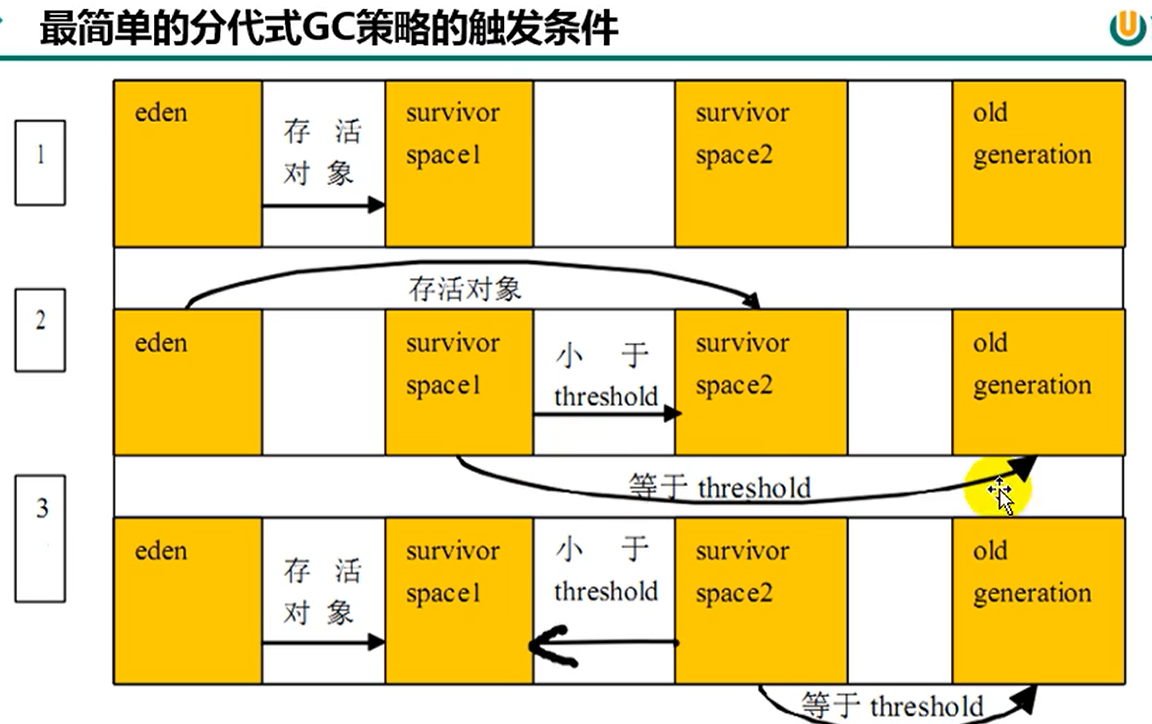 最简单的分代式GC策略的触发条件
1
eden
存 活
对 象
survivor
space1
survivor
space2
old
generation
存活对象
2
eden
survivor
space1
小 于
threshold
survivor
space2
old
generation
等于 threshold
3
eden
存 活
对 象
survivor
space1
小 于
threshold
survivor
space2
old
generation
等于 threshold